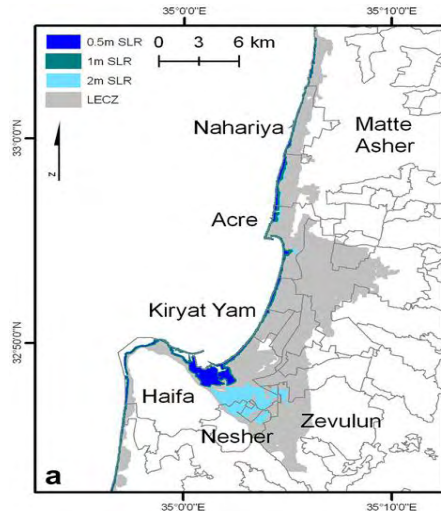 35°0'0"E
35°10'0"E
0.5m SLR
1m SLR
2m SLR
LECZ
0 3 6 km
Nahariya
Matte
Asher
33°0'0"N
z
Acre
Kiryat Yam
32°50'0"N
Haifa
Zevulun
Nesher
a
35°0'0"E
35°10'0"E